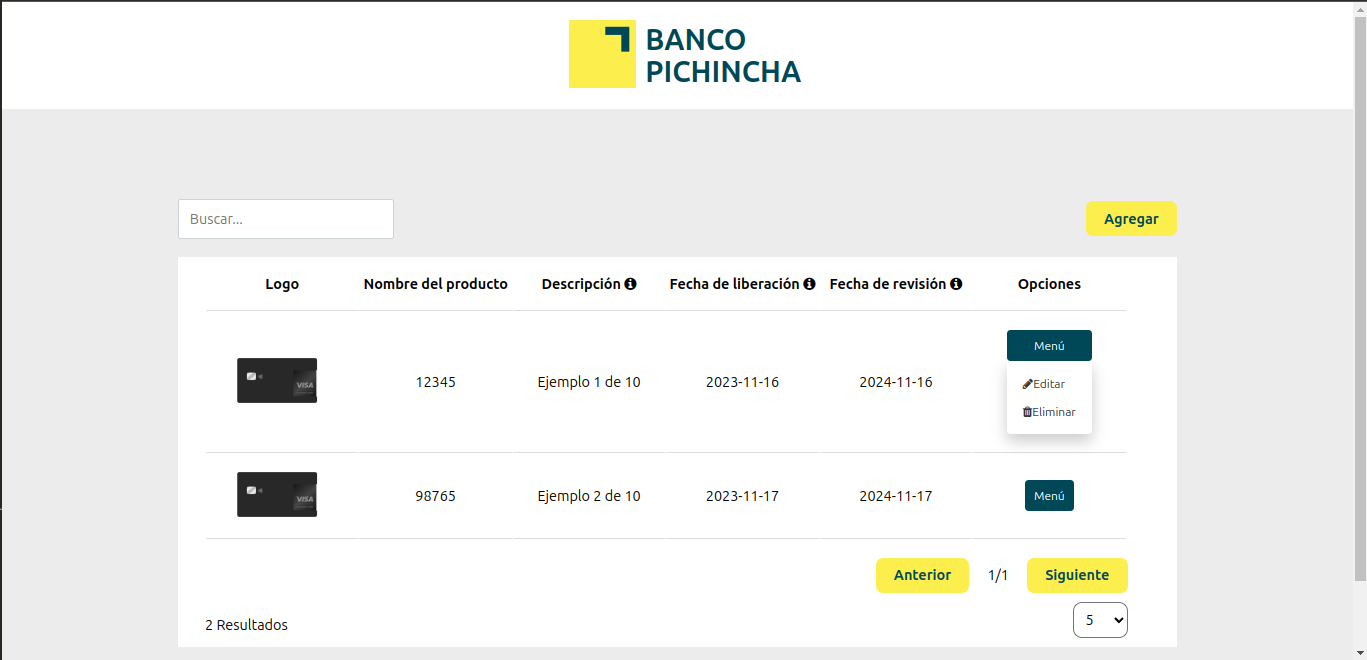 BANCO
PICHINCHA
Buscar...
Agregar
Logo Nombre del producto Descripción Fecha de liberación Fecha de revisión Opciones
Menú
VISA 12345 Ejemplo 1 de 10 2023-11-16 2024-11-16
Editar
Eliminar
VISA 98765 Ejemplo 2 de 10 2023-11-17 2024-11-17 Menú
Anterior 1/1 Siguiente
2 Resultados 5